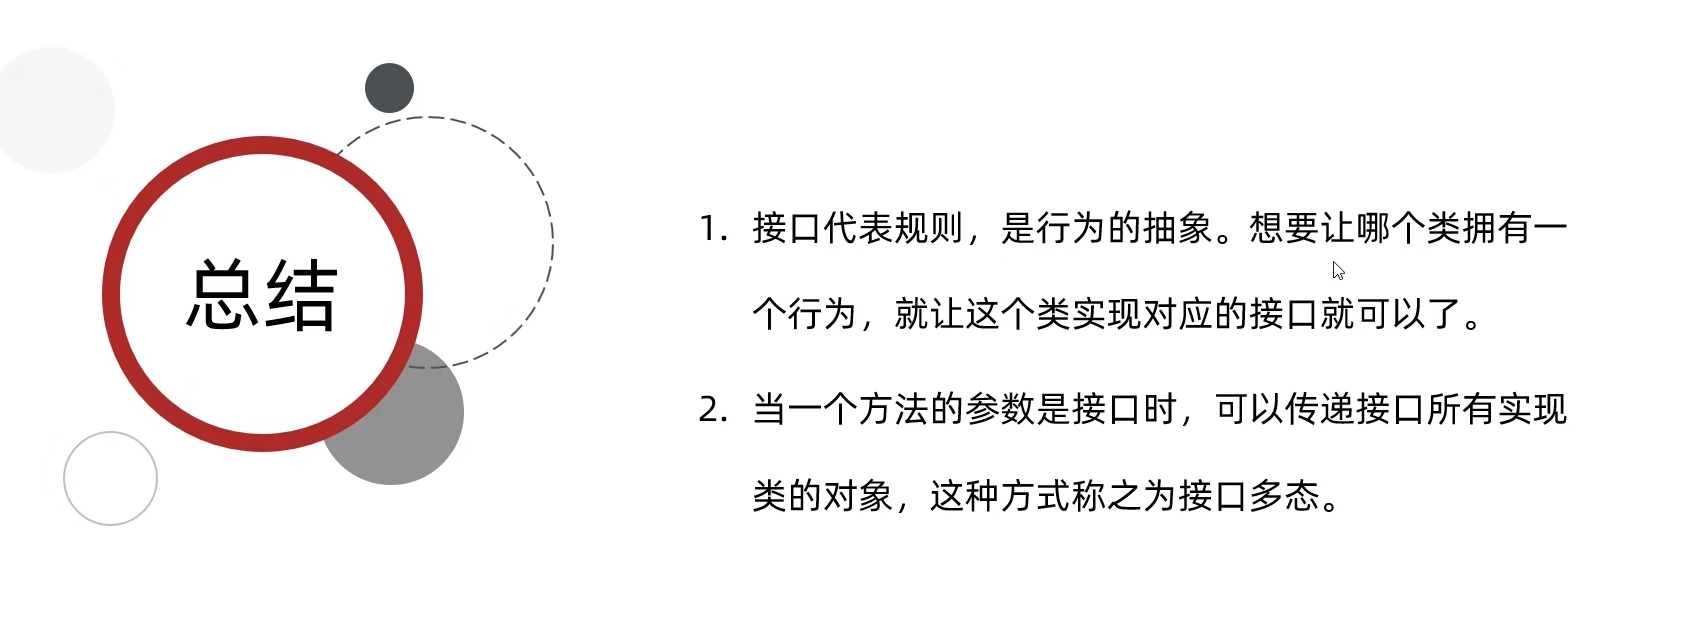 总结
1. 接口代表规则，是行为的抽象。想要让哪个类拥有一
个行为，就让这个类实现对应的接口就可以了。
2. 当一个方法的参数是接口时，可以传递接口所有实现
类的对象，这种方式称之为接口多态。